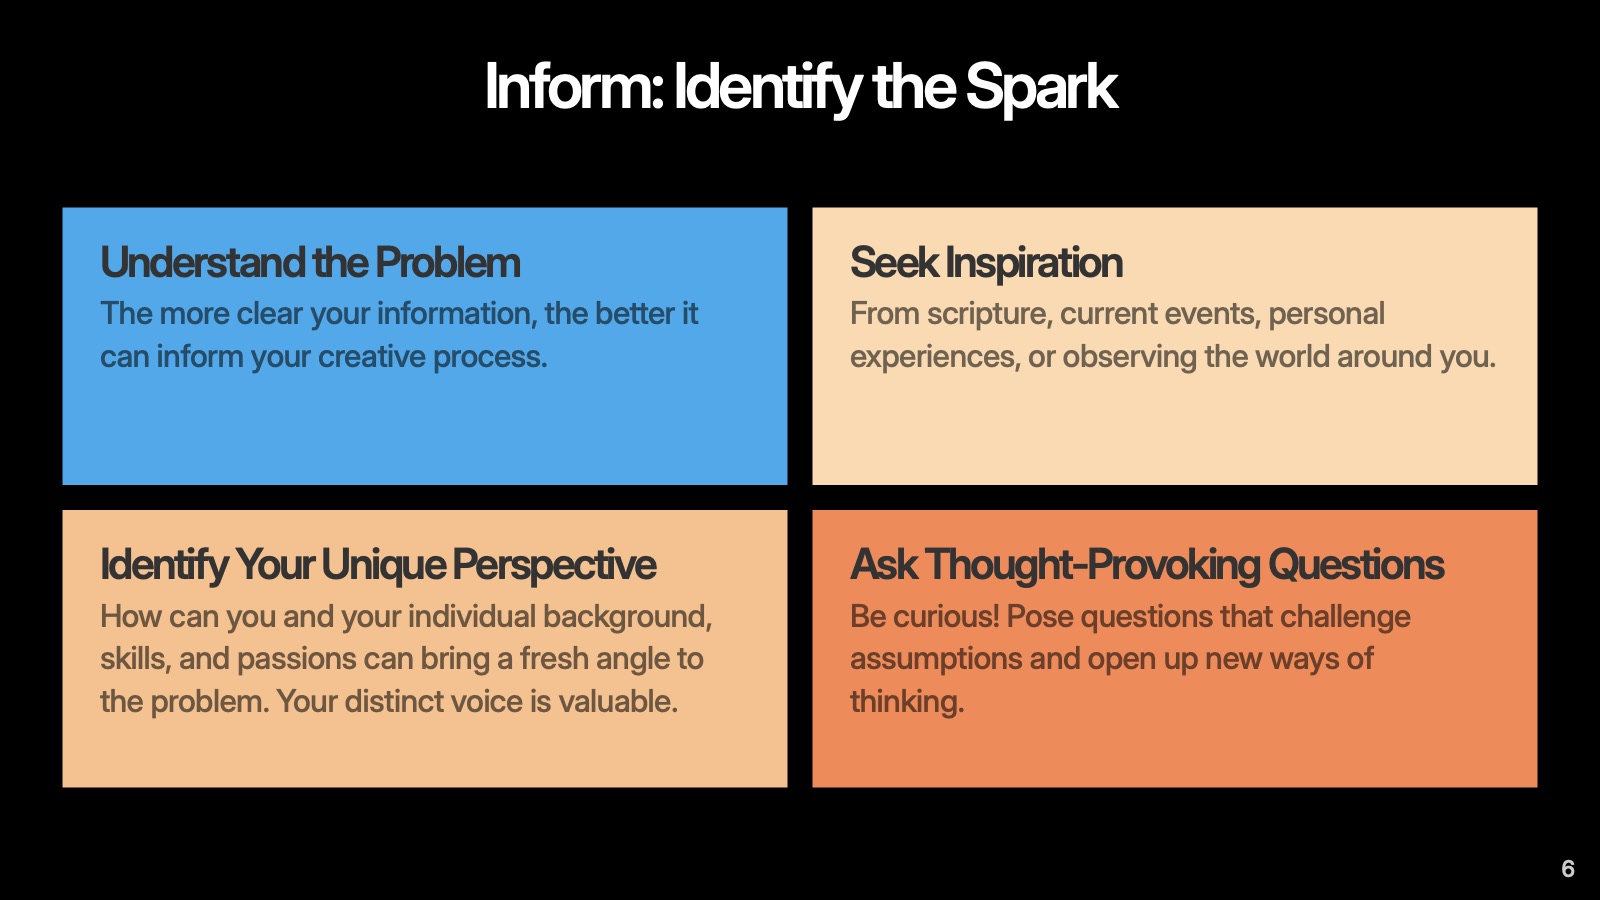 Inform: Identify the Spark
Understand the Problem
The more clear your information, the better it
can inform your creative process.
Seek Inspiration
From scripture, current events, personal
experiences, or observing the world around you.
Identify Your Unique Perspective
How can you and your individual background,
skills, and passions can bring a fresh angle to
the problem. Your distinct voice is valuable.
Ask Thought-Provoking Questions
Be curious! Pose questions that challenge
assumptions and open up new ways of
thinking.
6